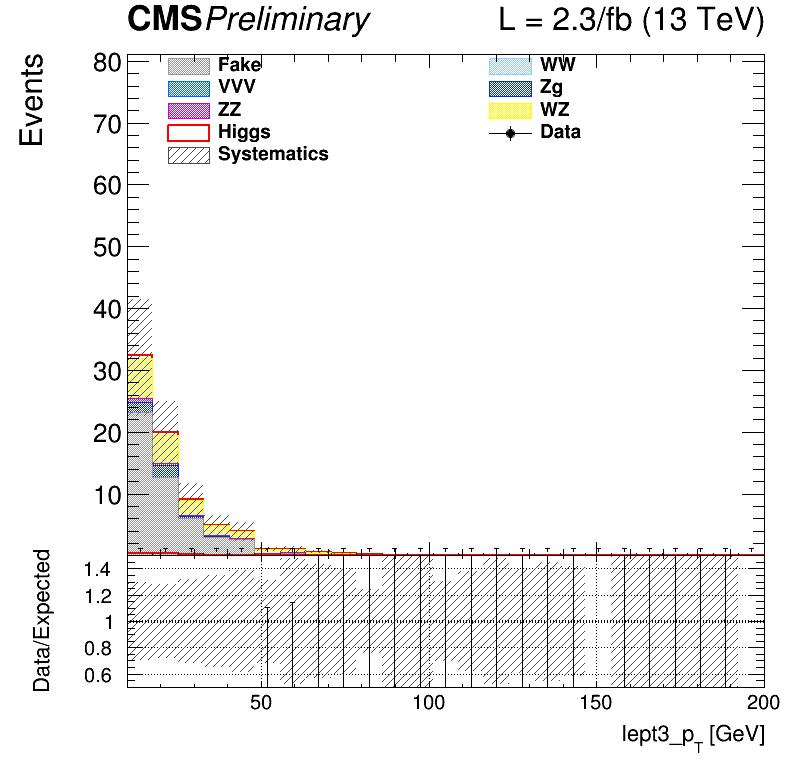 CMS Preliminary L = 2.3/fb (13 TeV)
Events
80
70
60
50
40
30
20
10
Fake
VVV
ZZ
Higgs
Systematics
WW
Zg
WZ
Data
Data/Expected
1.4
1.2
1
0.8
0.6
50 100 150 200
lept3_p_T [GeV]